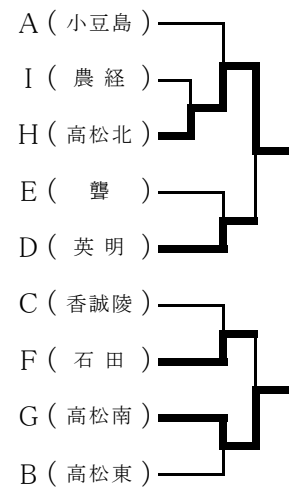 A ( 小豆島 )
I ( 農 経 )
H ( 高松北 )
E ( 聾 )
D ( 英 明 )
C ( 香誠陵 )
F ( 石 田 )
G ( 高松南 )
B ( 高松東 )